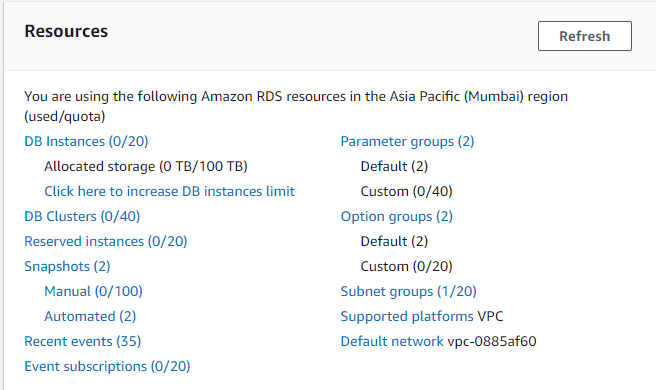 Resources
Refresh
You are using the following Amazon RDS resources in the Asia Pacific (Mumbai) region
(used/quota)
DB Instances (0/20)
Allocated storage (0 TB/100 TB)
Click here to increase DB instances limit
DB Clusters (0/40)
Reserved instances (0/20)
Snapshots (2)
Manual (0/100)
Automated (2)
Recent events (35)
Event subscriptions (0/20)
Parameter groups (2)
Default (2)
Custom (0/40)
Option groups (2)
Default (2)
Custom (0/20)
Subnet groups (1/20)
Supported platforms VPC
Default network vpc-0885af60